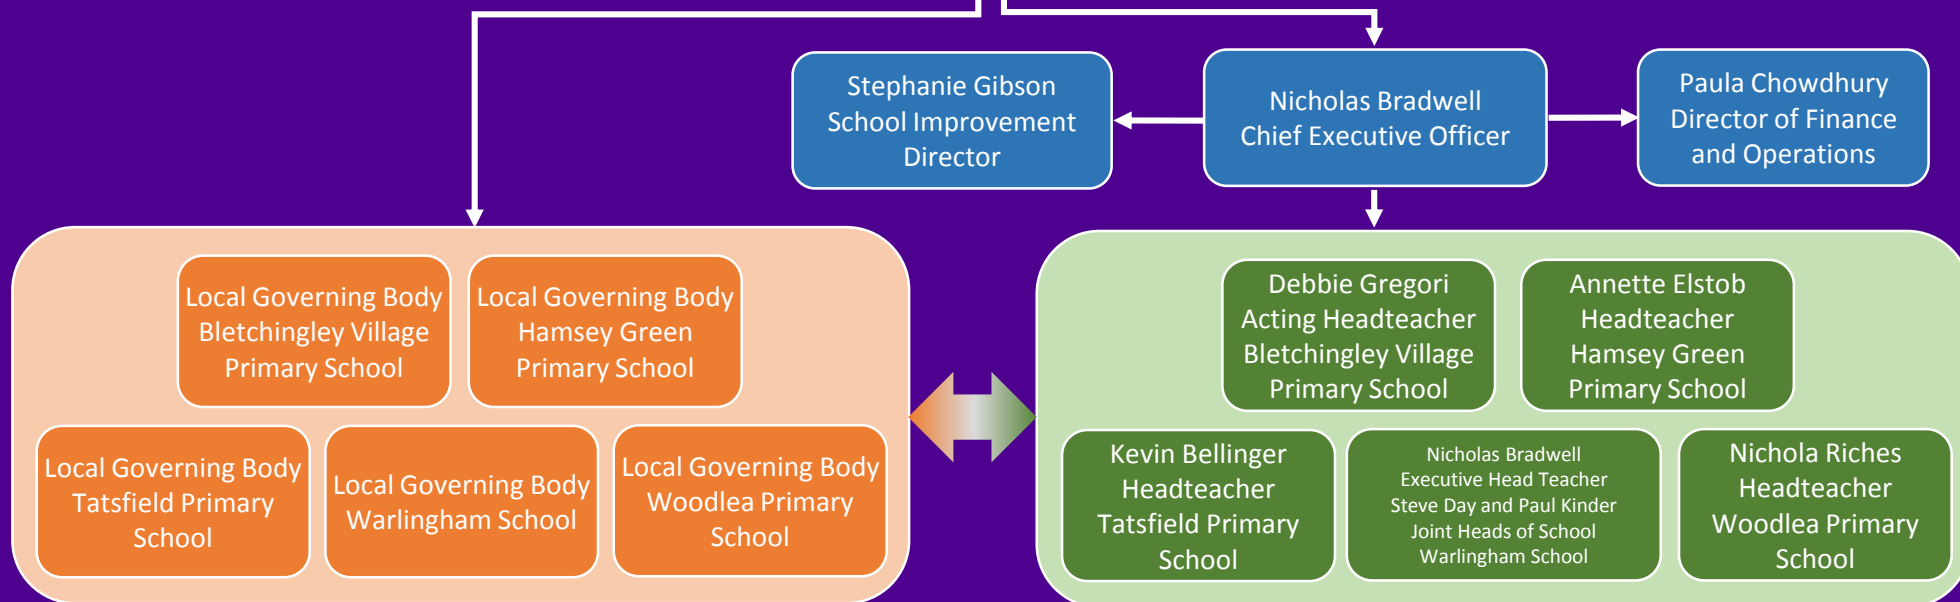 Stephanie Gibson
School Improvement
Director
Nicholas Bradwell
Chief Executive Officer
Paula Chowdhury
Director of Finance
and Operations
Local Governing Body
Bletchingley Village
Primary School
Local Governing Body
Hamsey Green
Primary School
Local Governing Body
Tatsfield Primary
School
Local Governing Body
Warlingham School
Local Governing Body
Woodlea Primary
School
Debbie Gregori
Acting Headteacher
Bletchingley Village
Primary School
Annette Elstob
Headteacher
Hamsey Green
Primary School
Kevin Bellinger
Headteacher
Tatsfield Primary
School
Nicholas Bradwell
Executive Head Teacher
Steve Day and Paul Kinder
Joint Heads of School
Warlingham School
Nichola Riches
Headteacher
Woodlea Primary
School